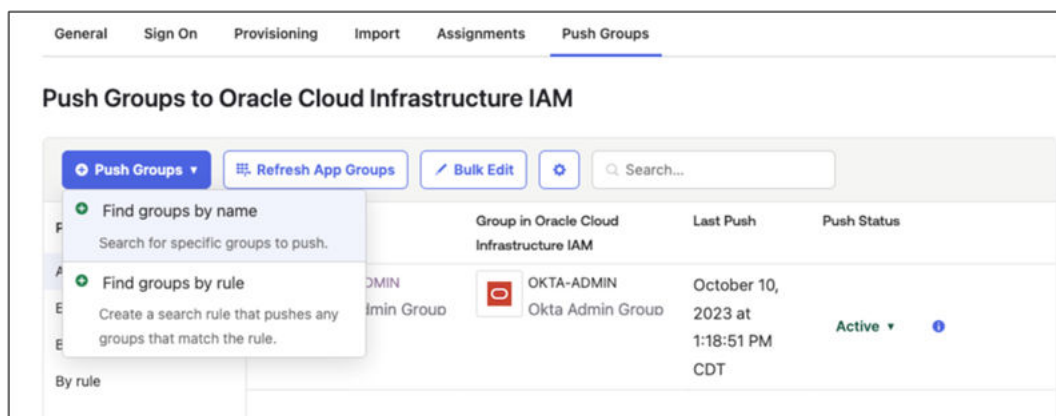 General Sign On Provisioning Import Assignments Push Groups
Push Groups to Oracle Cloud Infrastructure IAM
Push Groups Refresh App Groups Bulk Edit Search...
Find groups by name
Search for specific groups to push.
Find groups by rule
Create a search rule that pushes any
groups that match the rule.
By rule
Group in Oracle Cloud
Infrastructure IAM
Last Push
Push Status
OKTA-ADMIN
Okta Admin Group
October 10,
2023 at
1:18:51 PM
CDT
Active